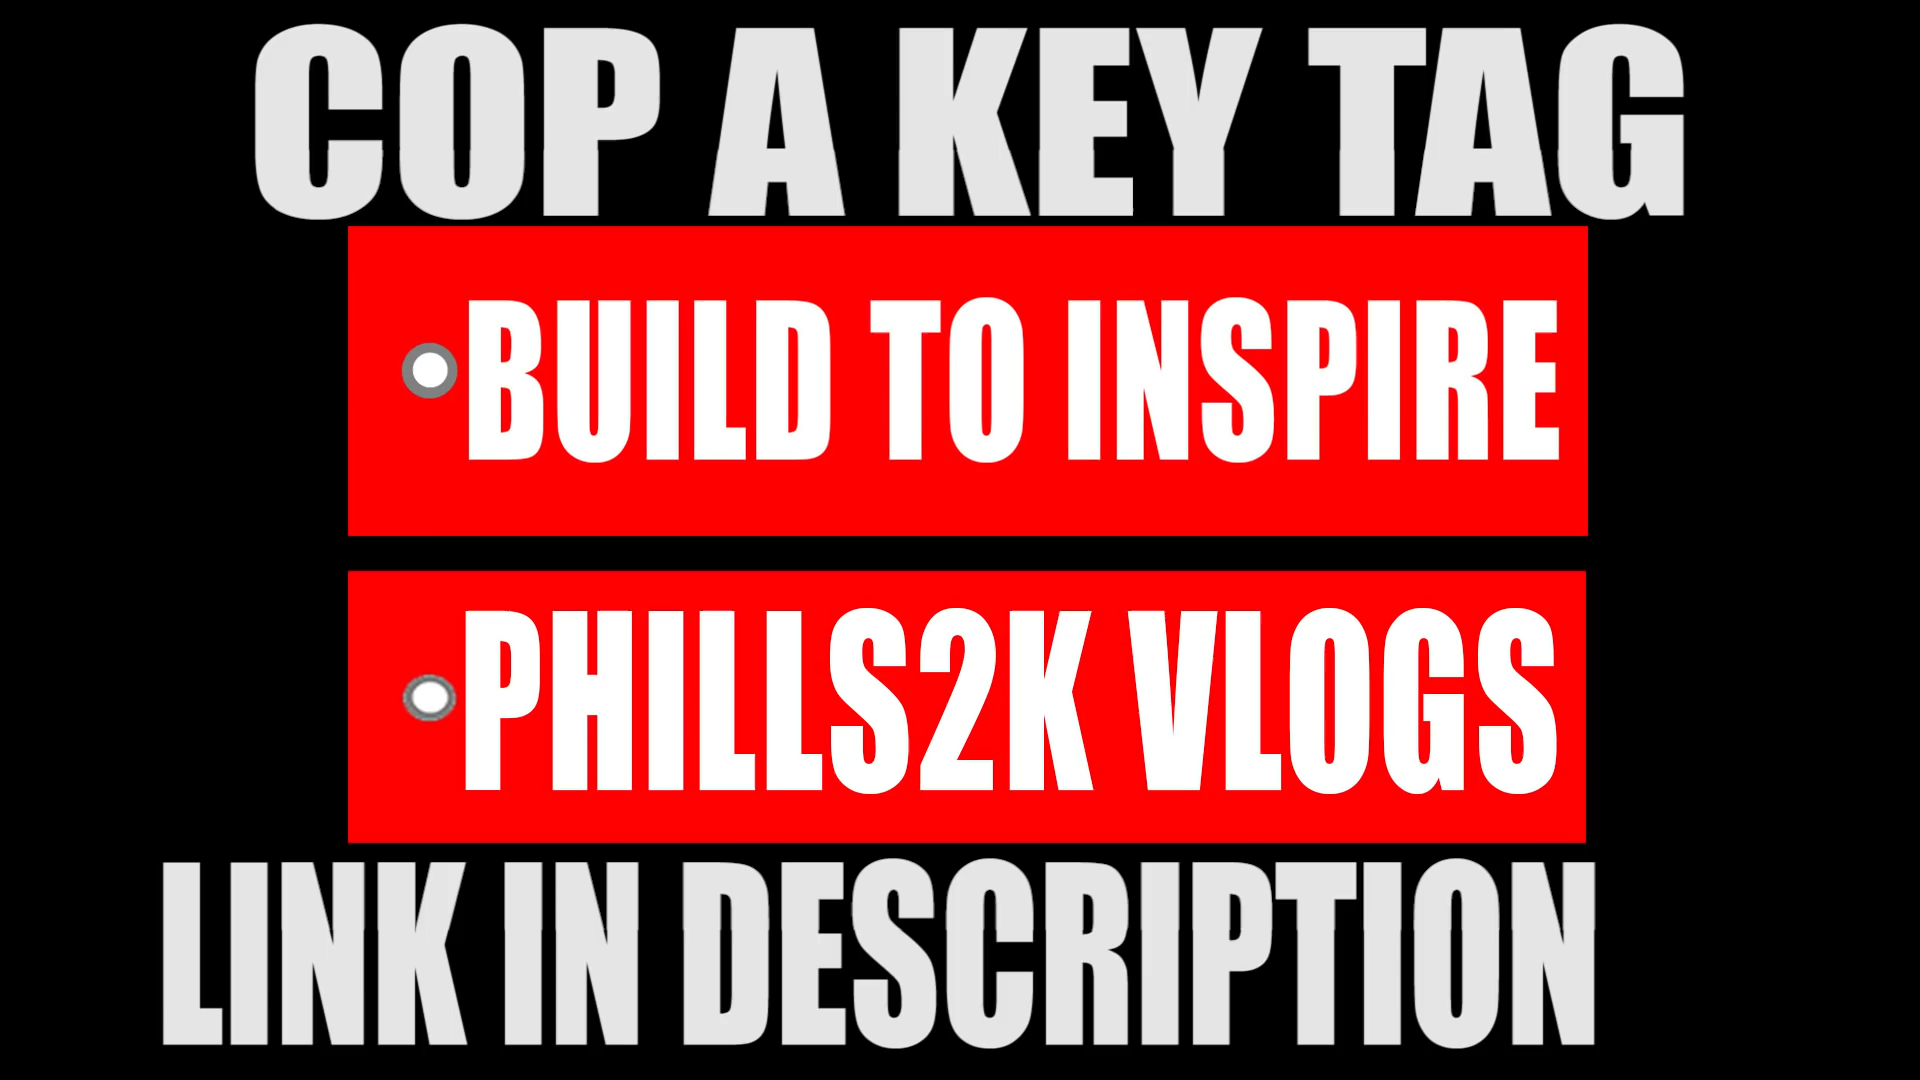 COP A KEY TAG
BUILD TO INSPIRE
PHILLS2K VLOGS
LINK IN DESCRIPTION